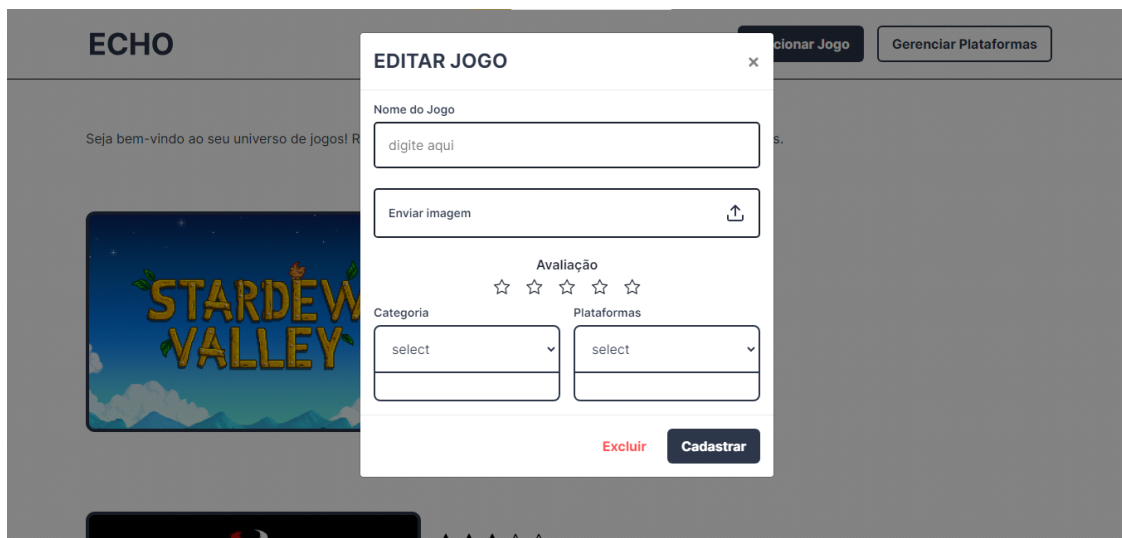 ECHO
cionar Jogo
Gerenciar Plataformas
EDITAR JOGO
×
Nome do Jogo
Seja bem-vindo ao seu universo de jogos! R
s.
digite aqui
Enviar imagem
STARDEW
VALLEY
Avaliação
Categoria
Plataformas
select
select
Excluir
Cadastrar